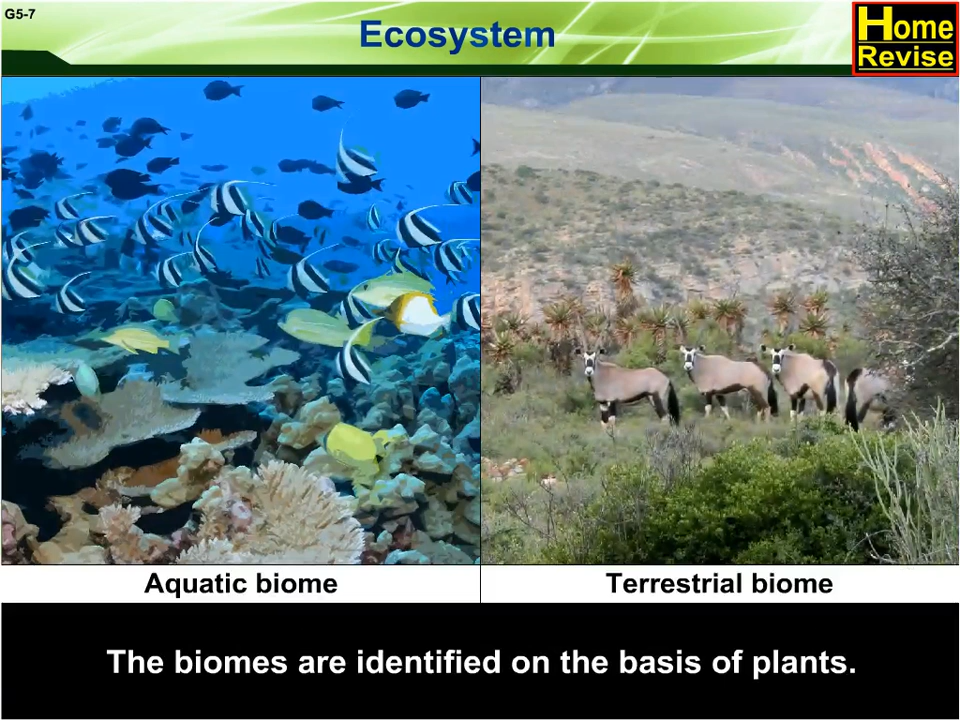 G5-7
Ecosystem
Home
Revise
Aquatic biome
Terrestrial biome
The biomes are identified on the basis of plants.